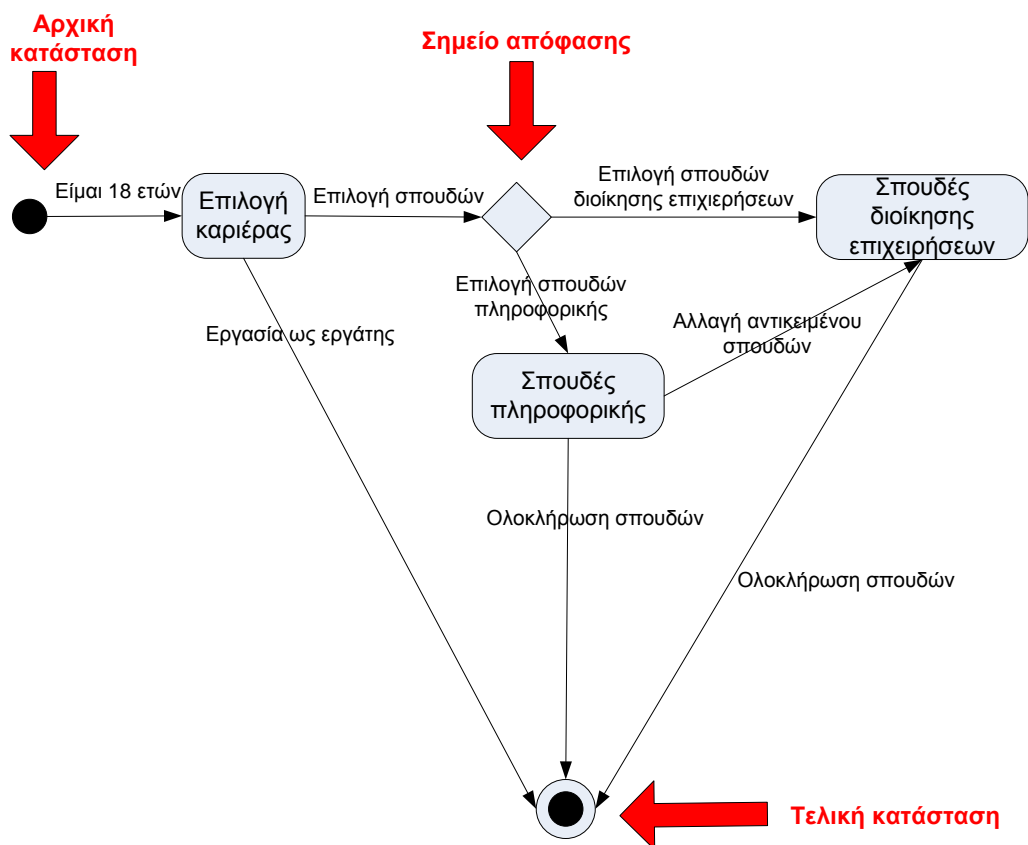 Αρχική
κατάσταση
Σημείο απόφασης
Είμαι 18 ετών
Επιλογή
καριέρας
Επιλογή σπουδών
Επιλογή σπουδών
διοίκησης επιχιερήσεων
Σπουδές
διοίκησης
επιχειρήσεων
Επιλογή σπουδών
πληροφορικής
Εργασία ως εργάτης
Αλλαγή αντικειμένου
σπουδών
Σπουδές
πληροφορικής
Ολοκλήρωση σπουδών
Ολοκλήρωση σπουδών
Τελική κατάσταση